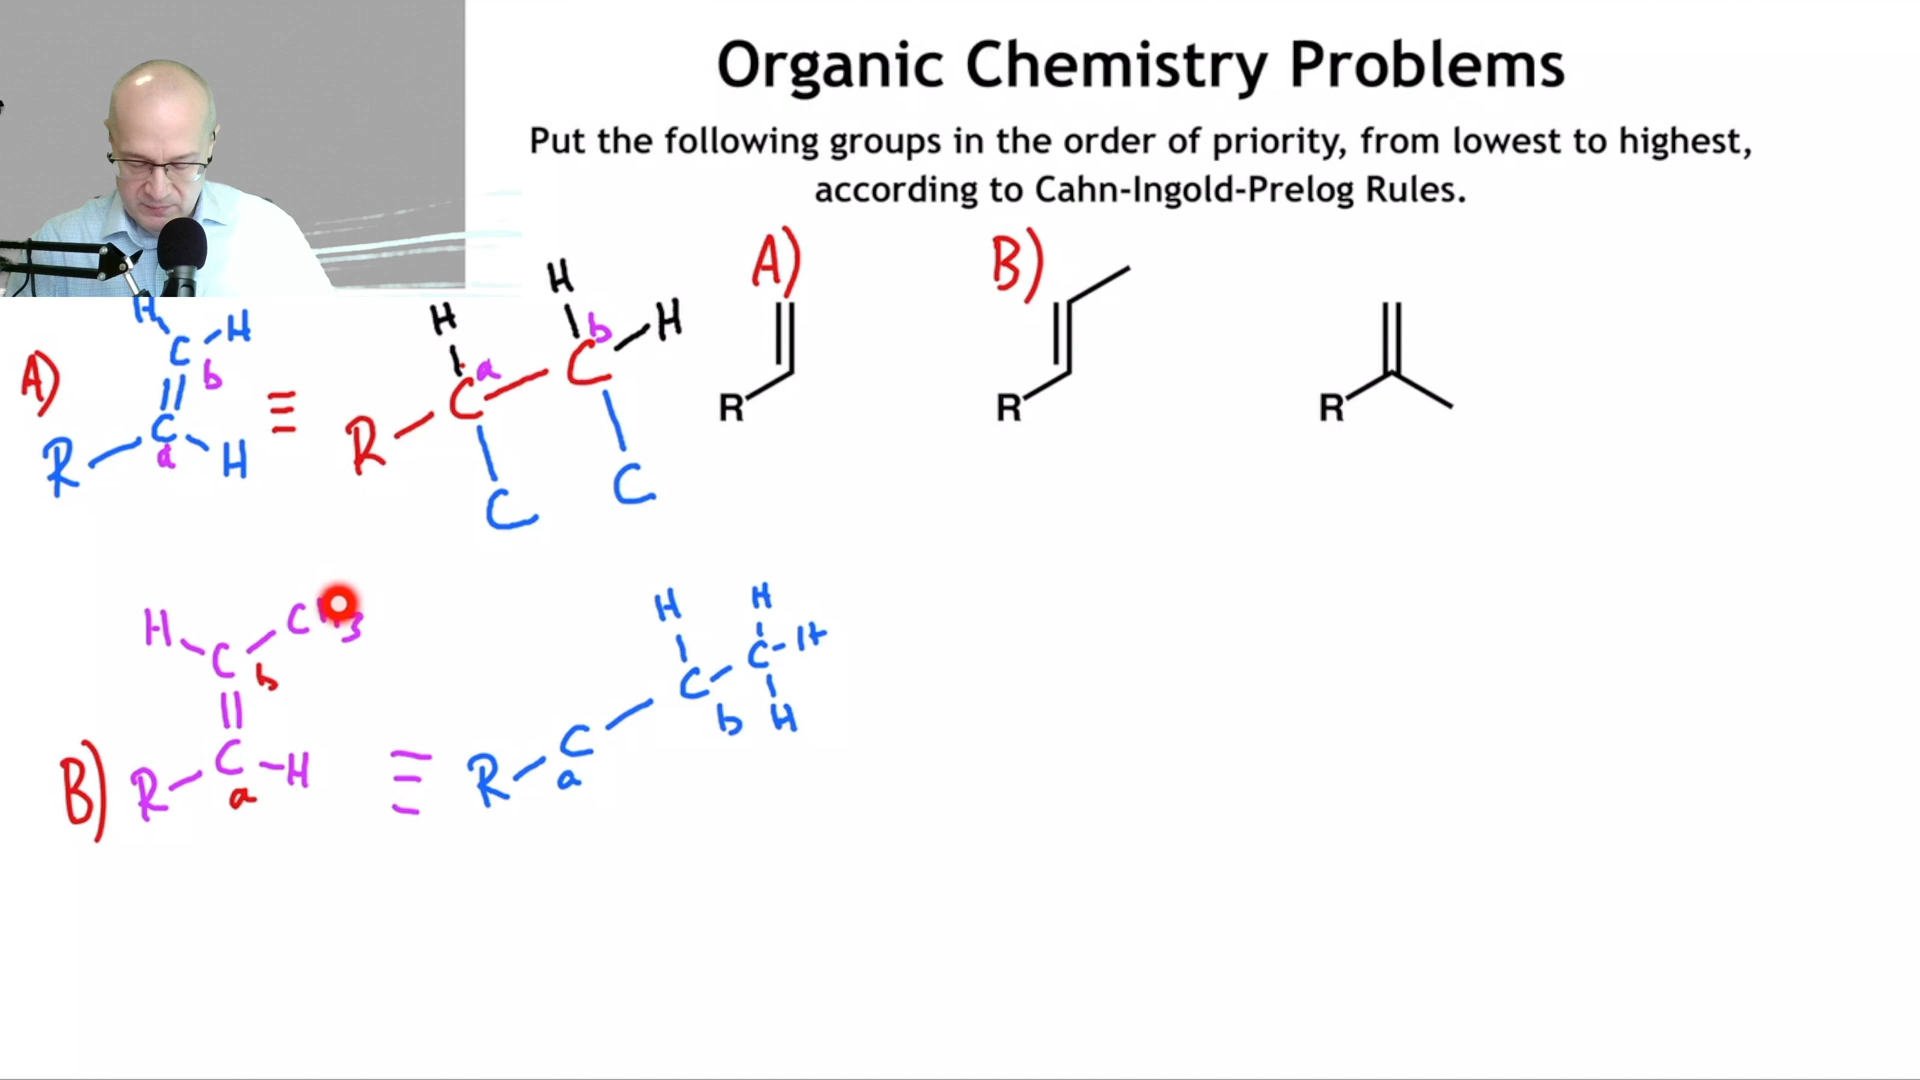 Organic Chemistry Problems
Put the following groups in the order of priority, from lowest to highest,
according to Cahn-Ingold-Prelog Rules.
A) B)
R R R
A) H H C b C a R H ≡ R C a H C b H H C C
B) H C b CH3 C a R H ≡ R C a C b H C H H H